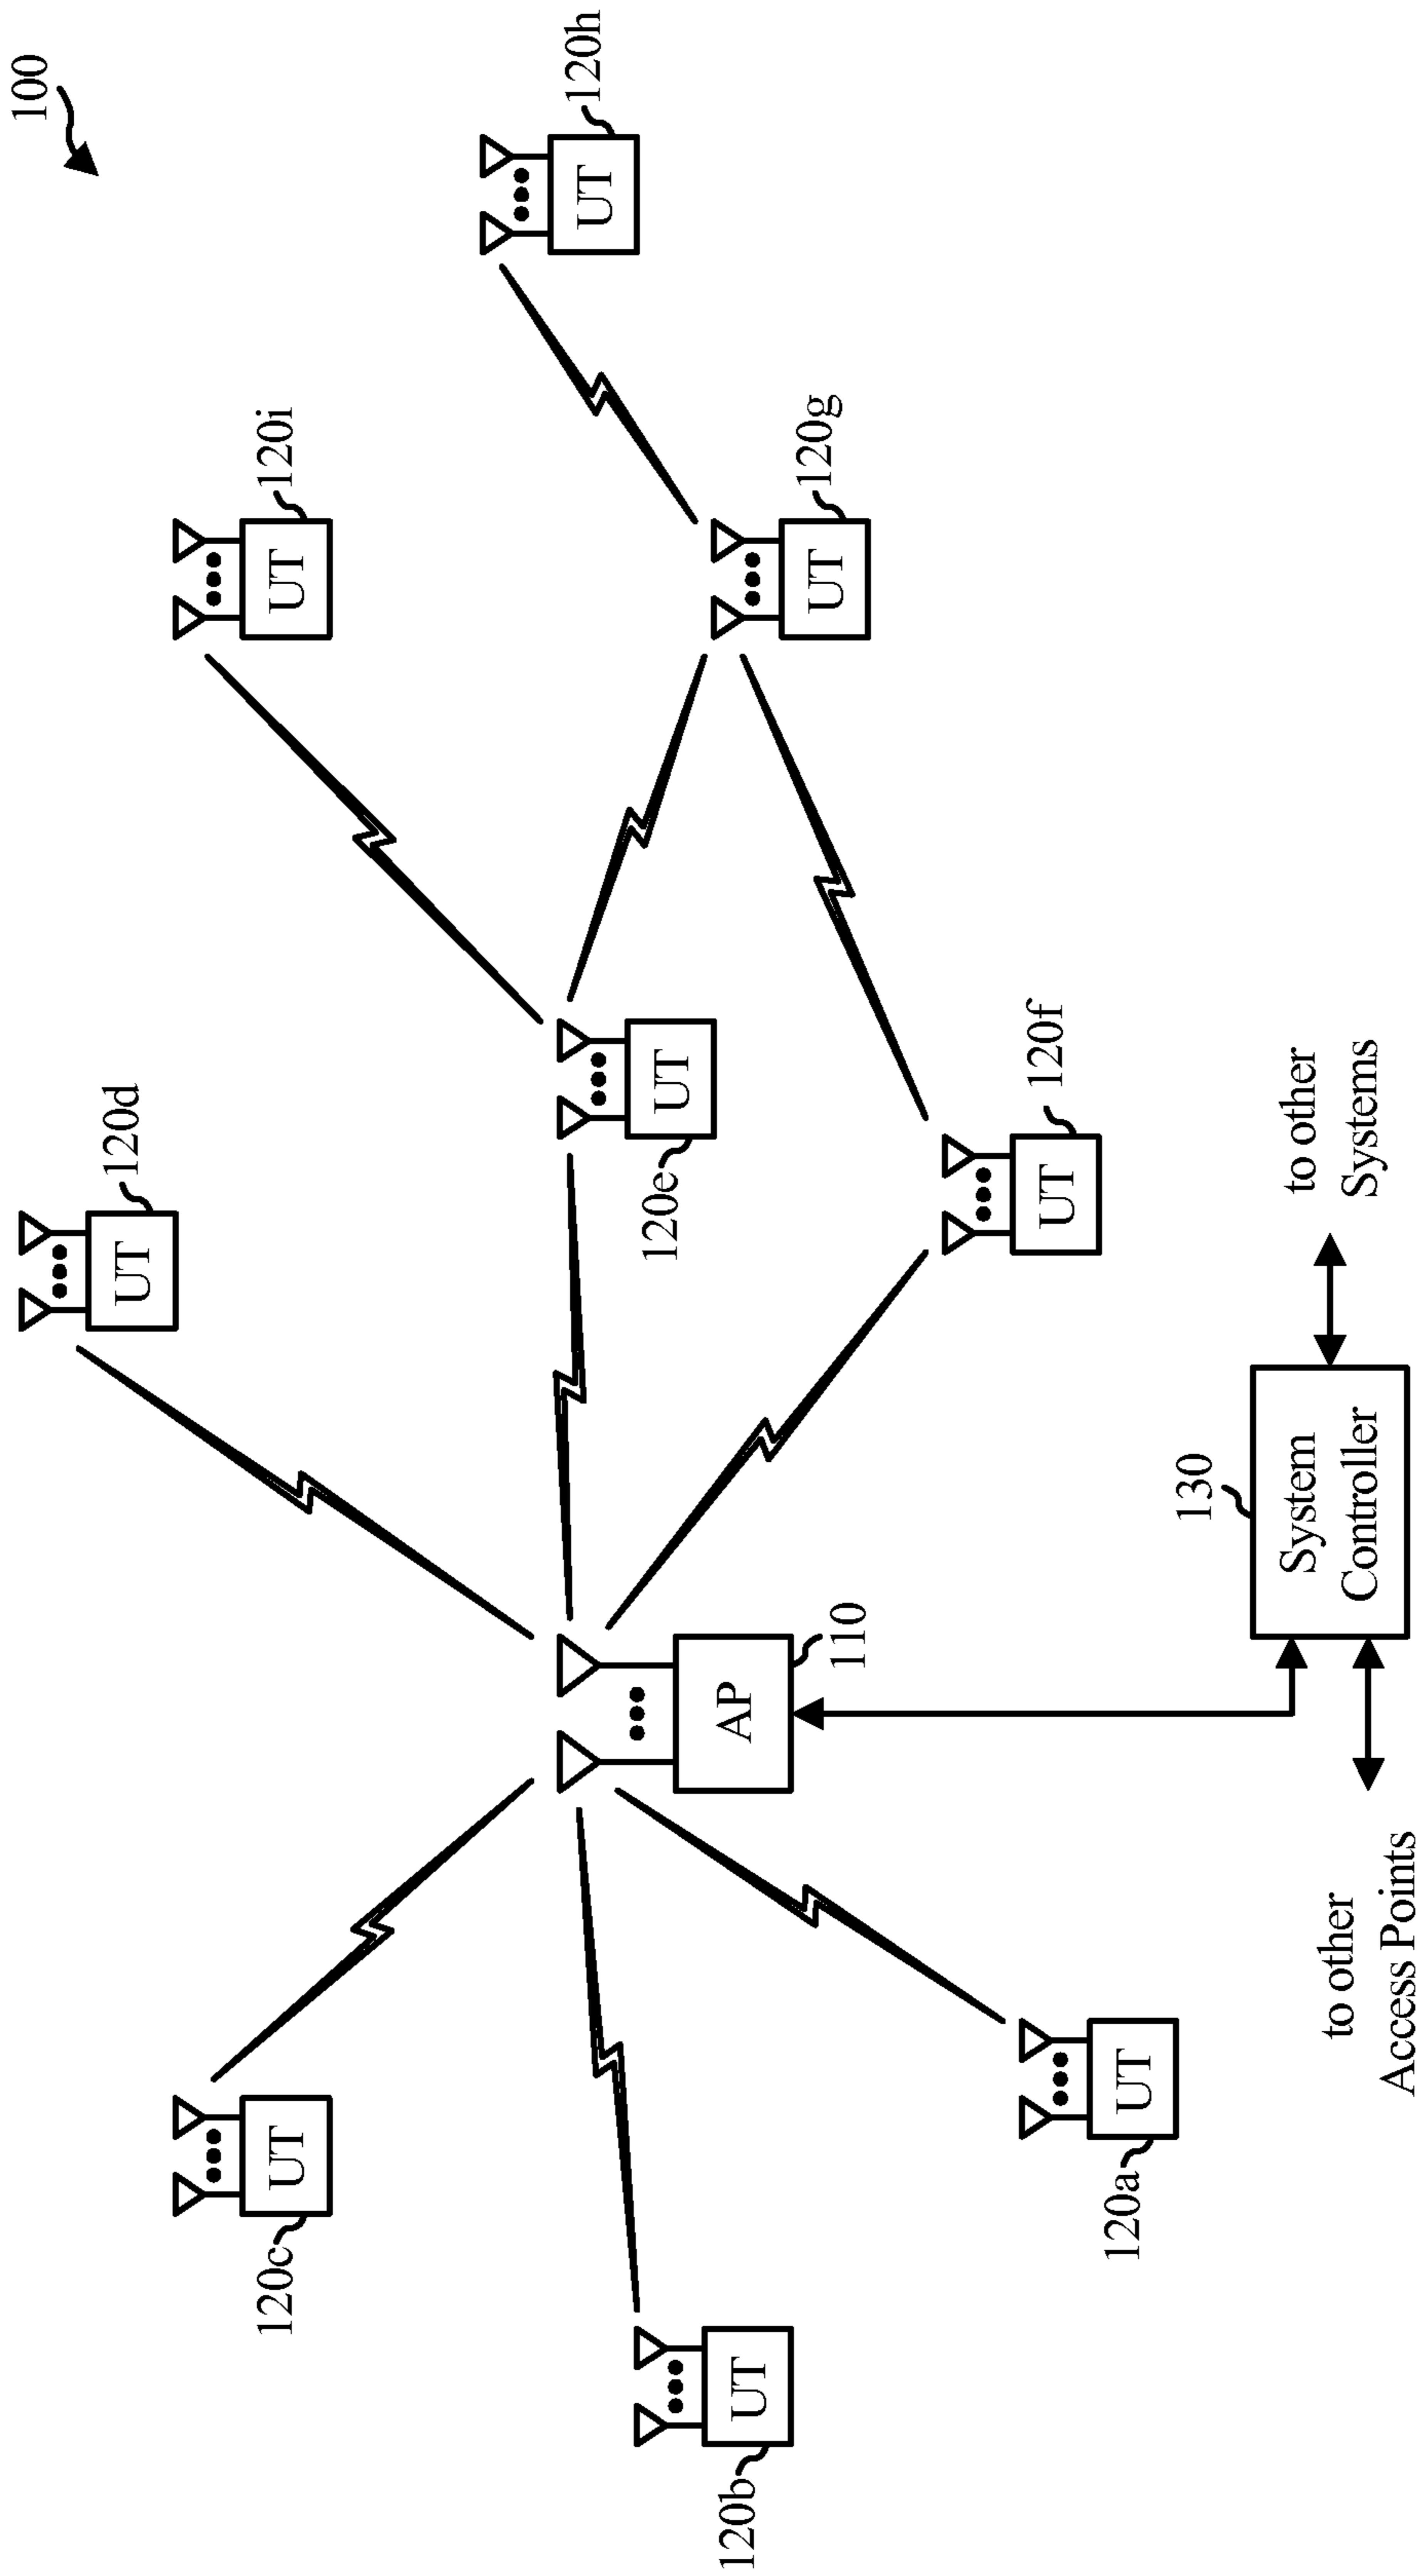 100
120d
UT
120i
UT
120c
UT
120h
UT
UT
120e
120g
UT
AP
110
120b
UT
120f
UT
120a
UT
130
System
Controller
to other
Systems
to other
Access Points